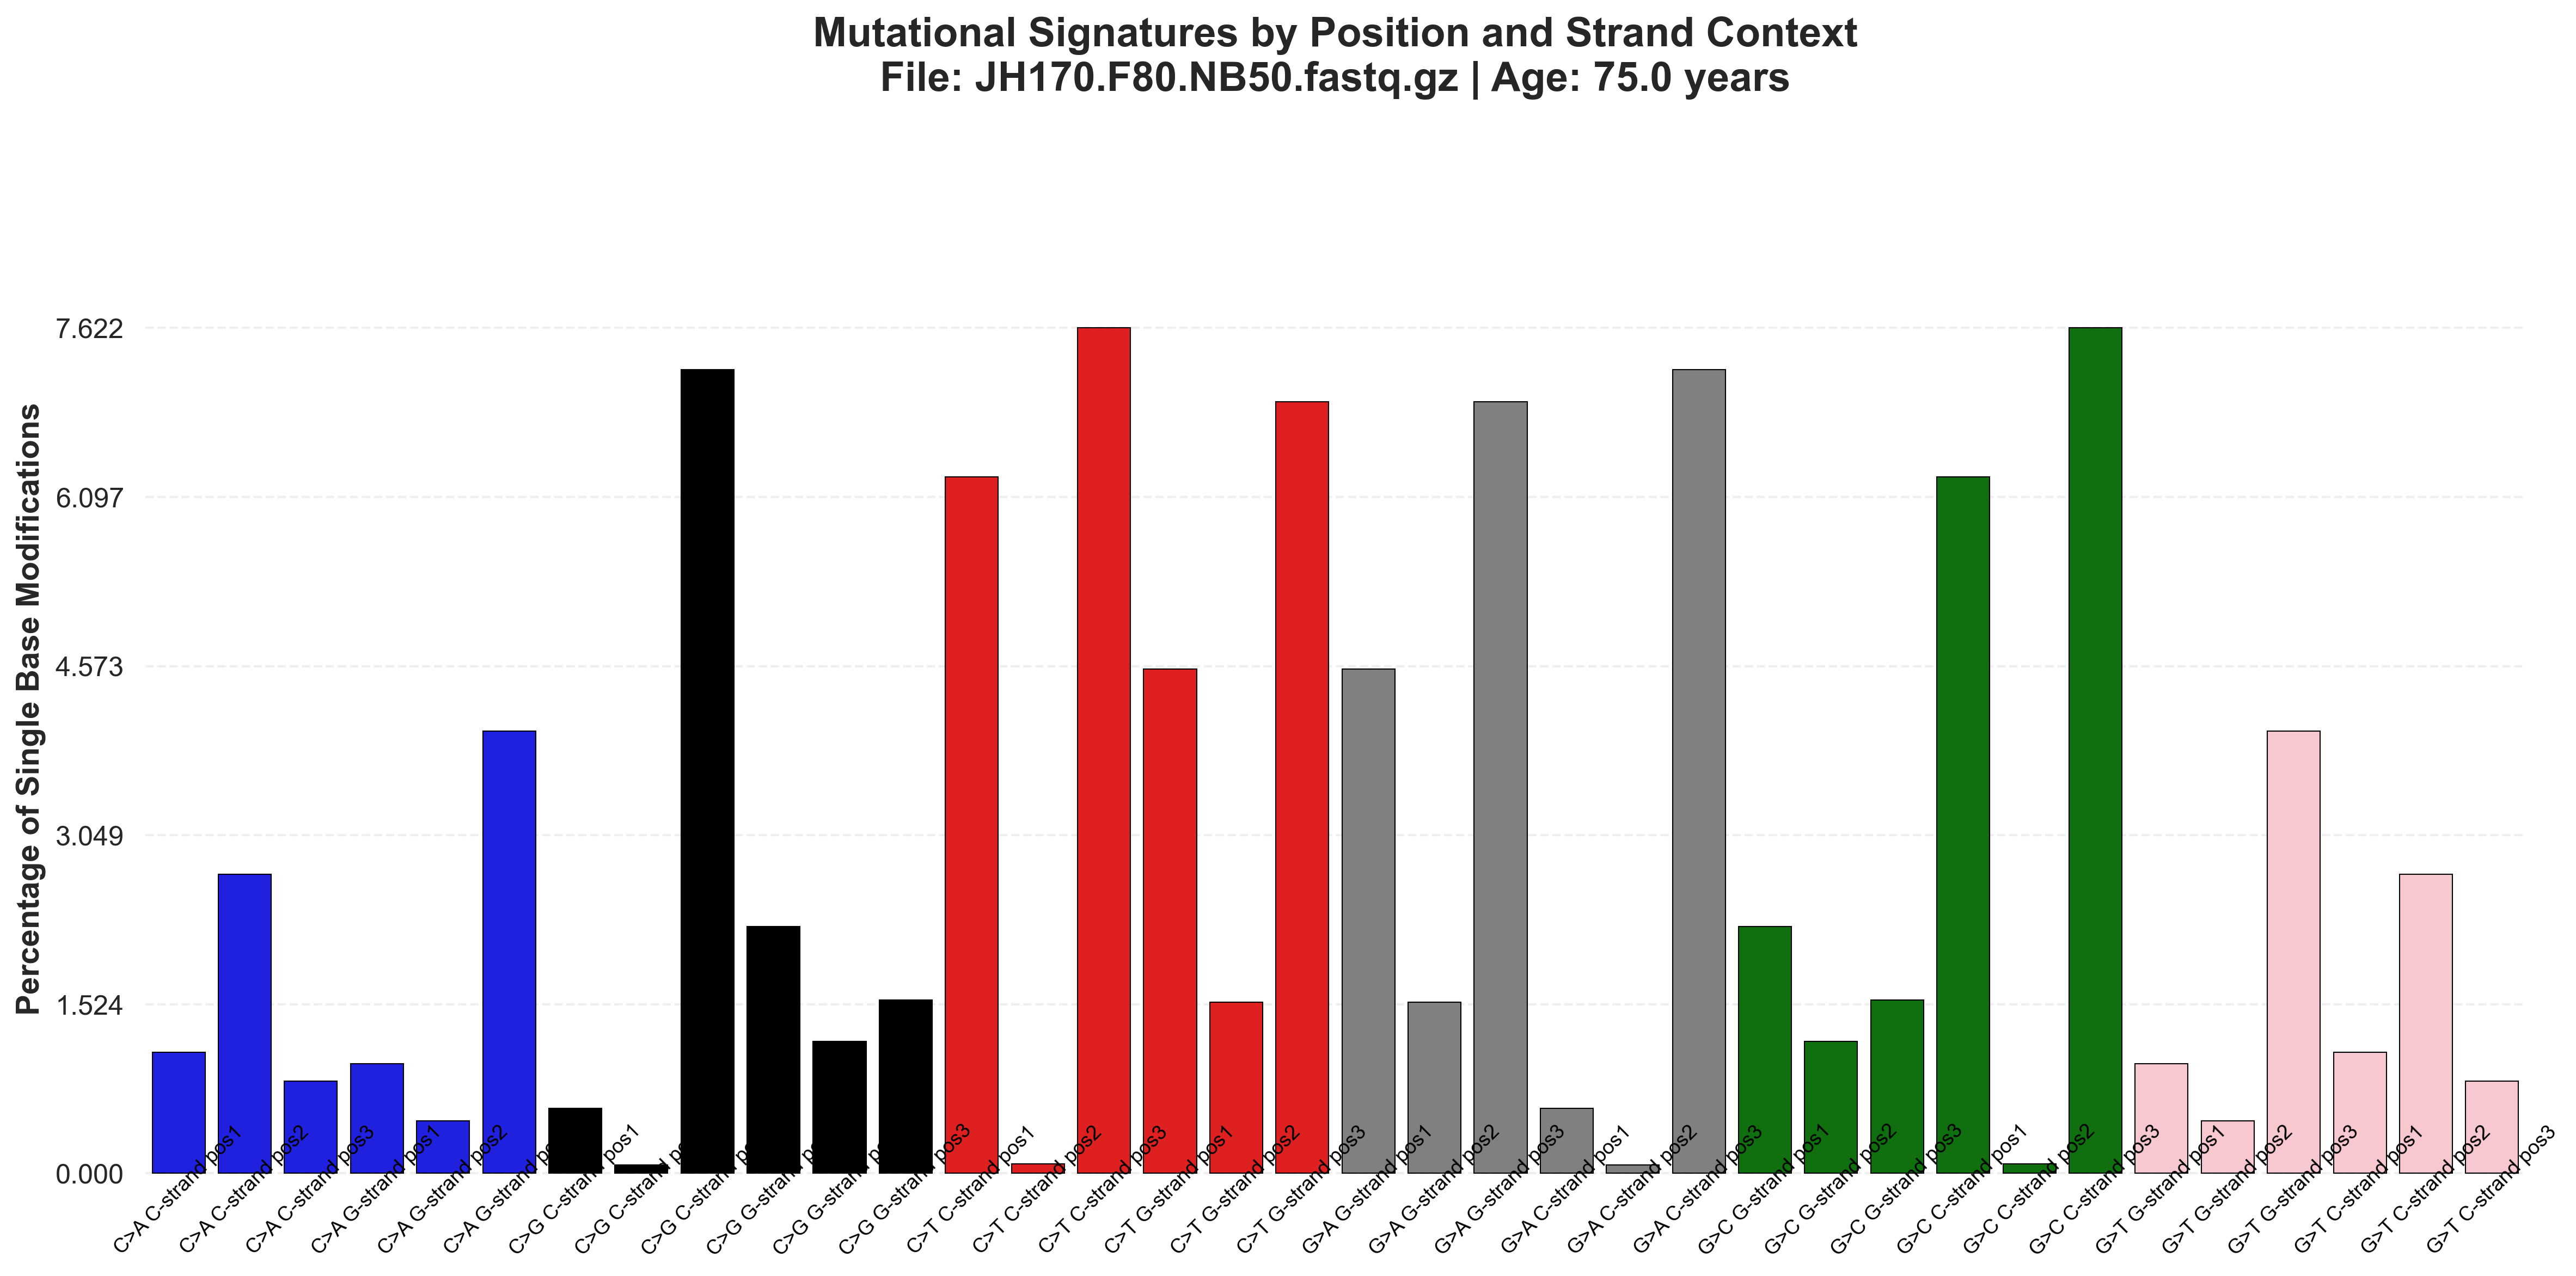 Mutational Signatures by Position and Strand Context
File: JH170.F80.NB50.fastq.gz | Age: 75.0 years
Percentage of Single Base Modifications
7.622
6.097
4.573
3.049
1.524
0.000
C>A C-strand pos1
C>A C-strand pos2
C>A C-strand pos3
C>A G-strand pos1
C>A G-strand pos2
C>A G-strand
C>G C-strand pos1
C>G C-strand
C>G C-strand
C>G G-strand
C>G G-strand
C>G G-strand pos3
C>T C-strand pos1
C>T C-strand pos2
C>T C-strand pos3
C>T G-strand pos1
C>T G-strand pos2
C>T G-strand pos3
G>A G-strand pos1
G>A G-strand pos2
G>A G-strand pos3
G>A C-strand pos1
G>A C-strand pos2
G>A C-strand pos3
G>C G-strand pos1
G>C G-strand pos2
G>C G-strand pos3
G>C C-strand pos1
G>C C-strand pos2
G>C C-strand pos3
G>T G-strand pos1
G>T G-strand pos2
G>T G-strand pos3
G>T C-strand pos1
G>T C-strand pos2
G>T C-strand pos3